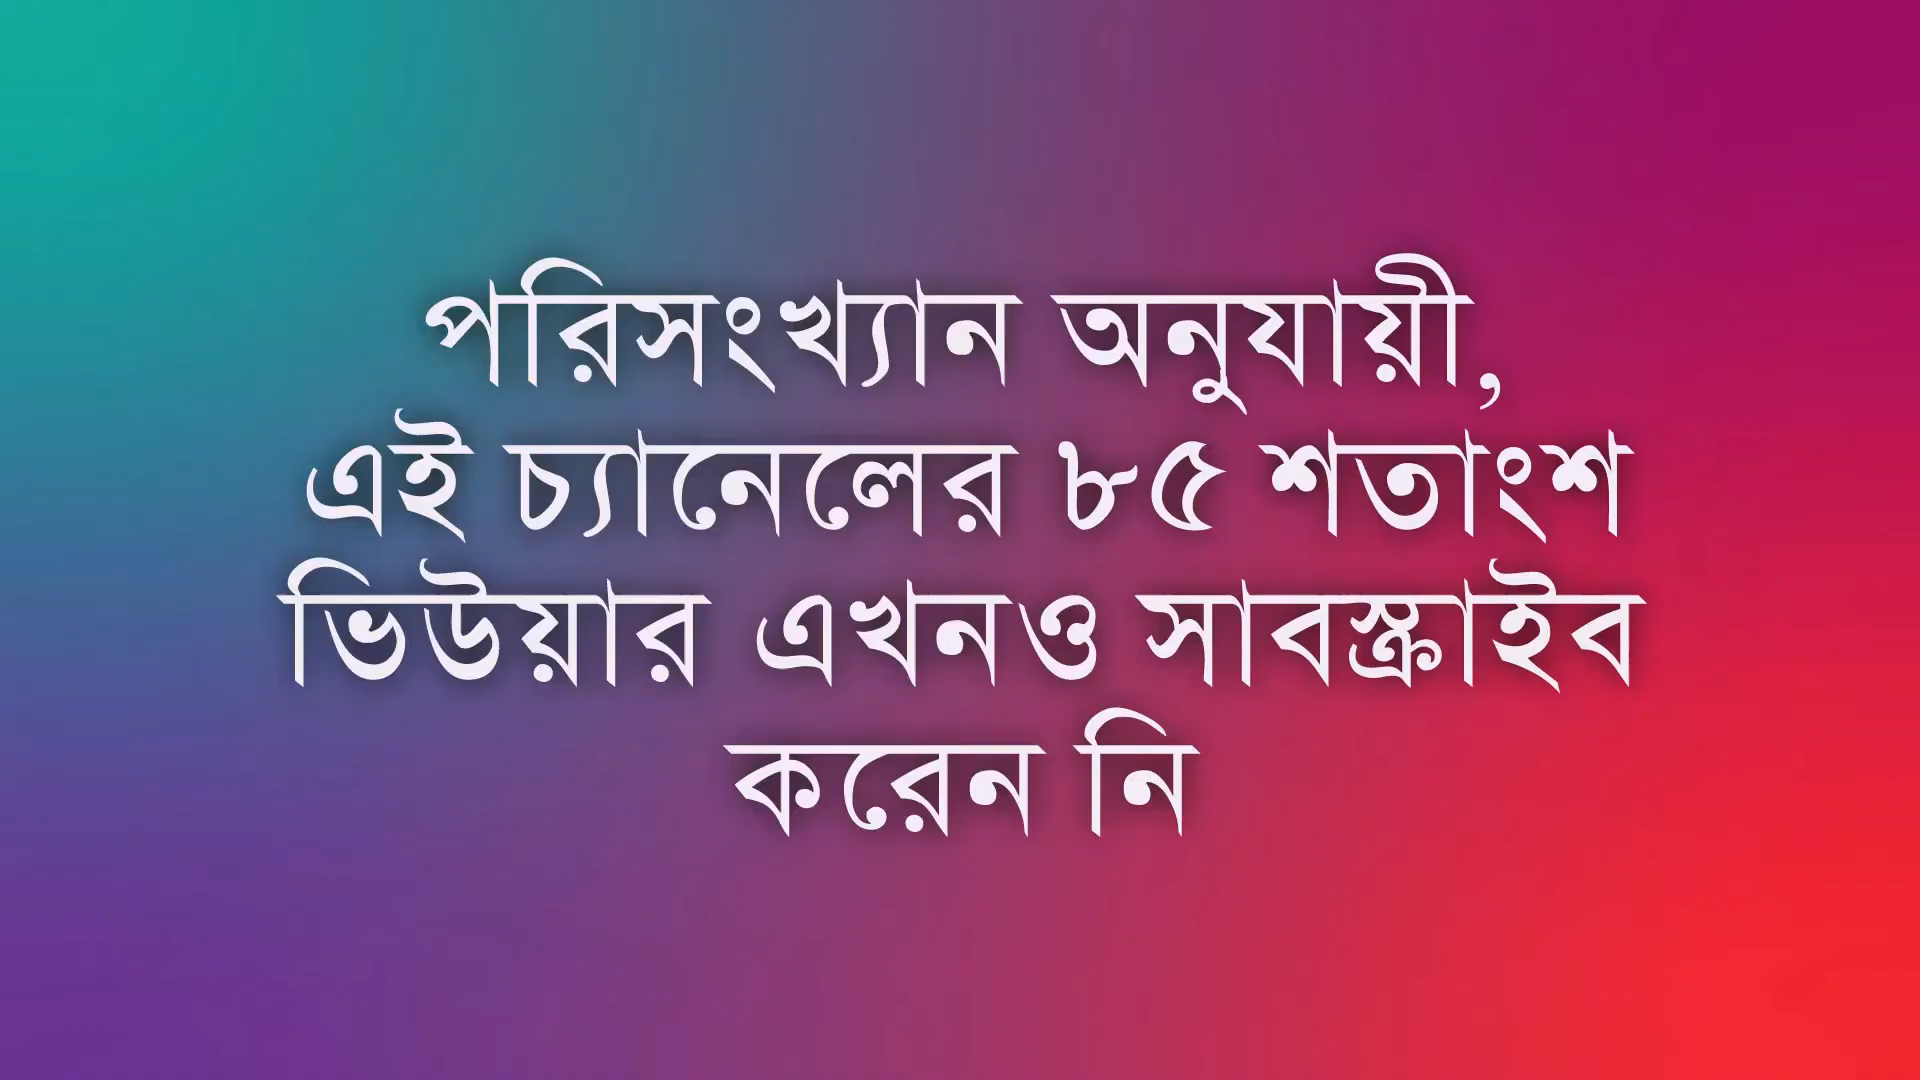 পরিসংখ্যান অনুযায়ী,
এই চ্যানেলের ৮৫ শতাংশ
ভিউয়ার এখনও সাবস্ক্রাইব
করেন নি